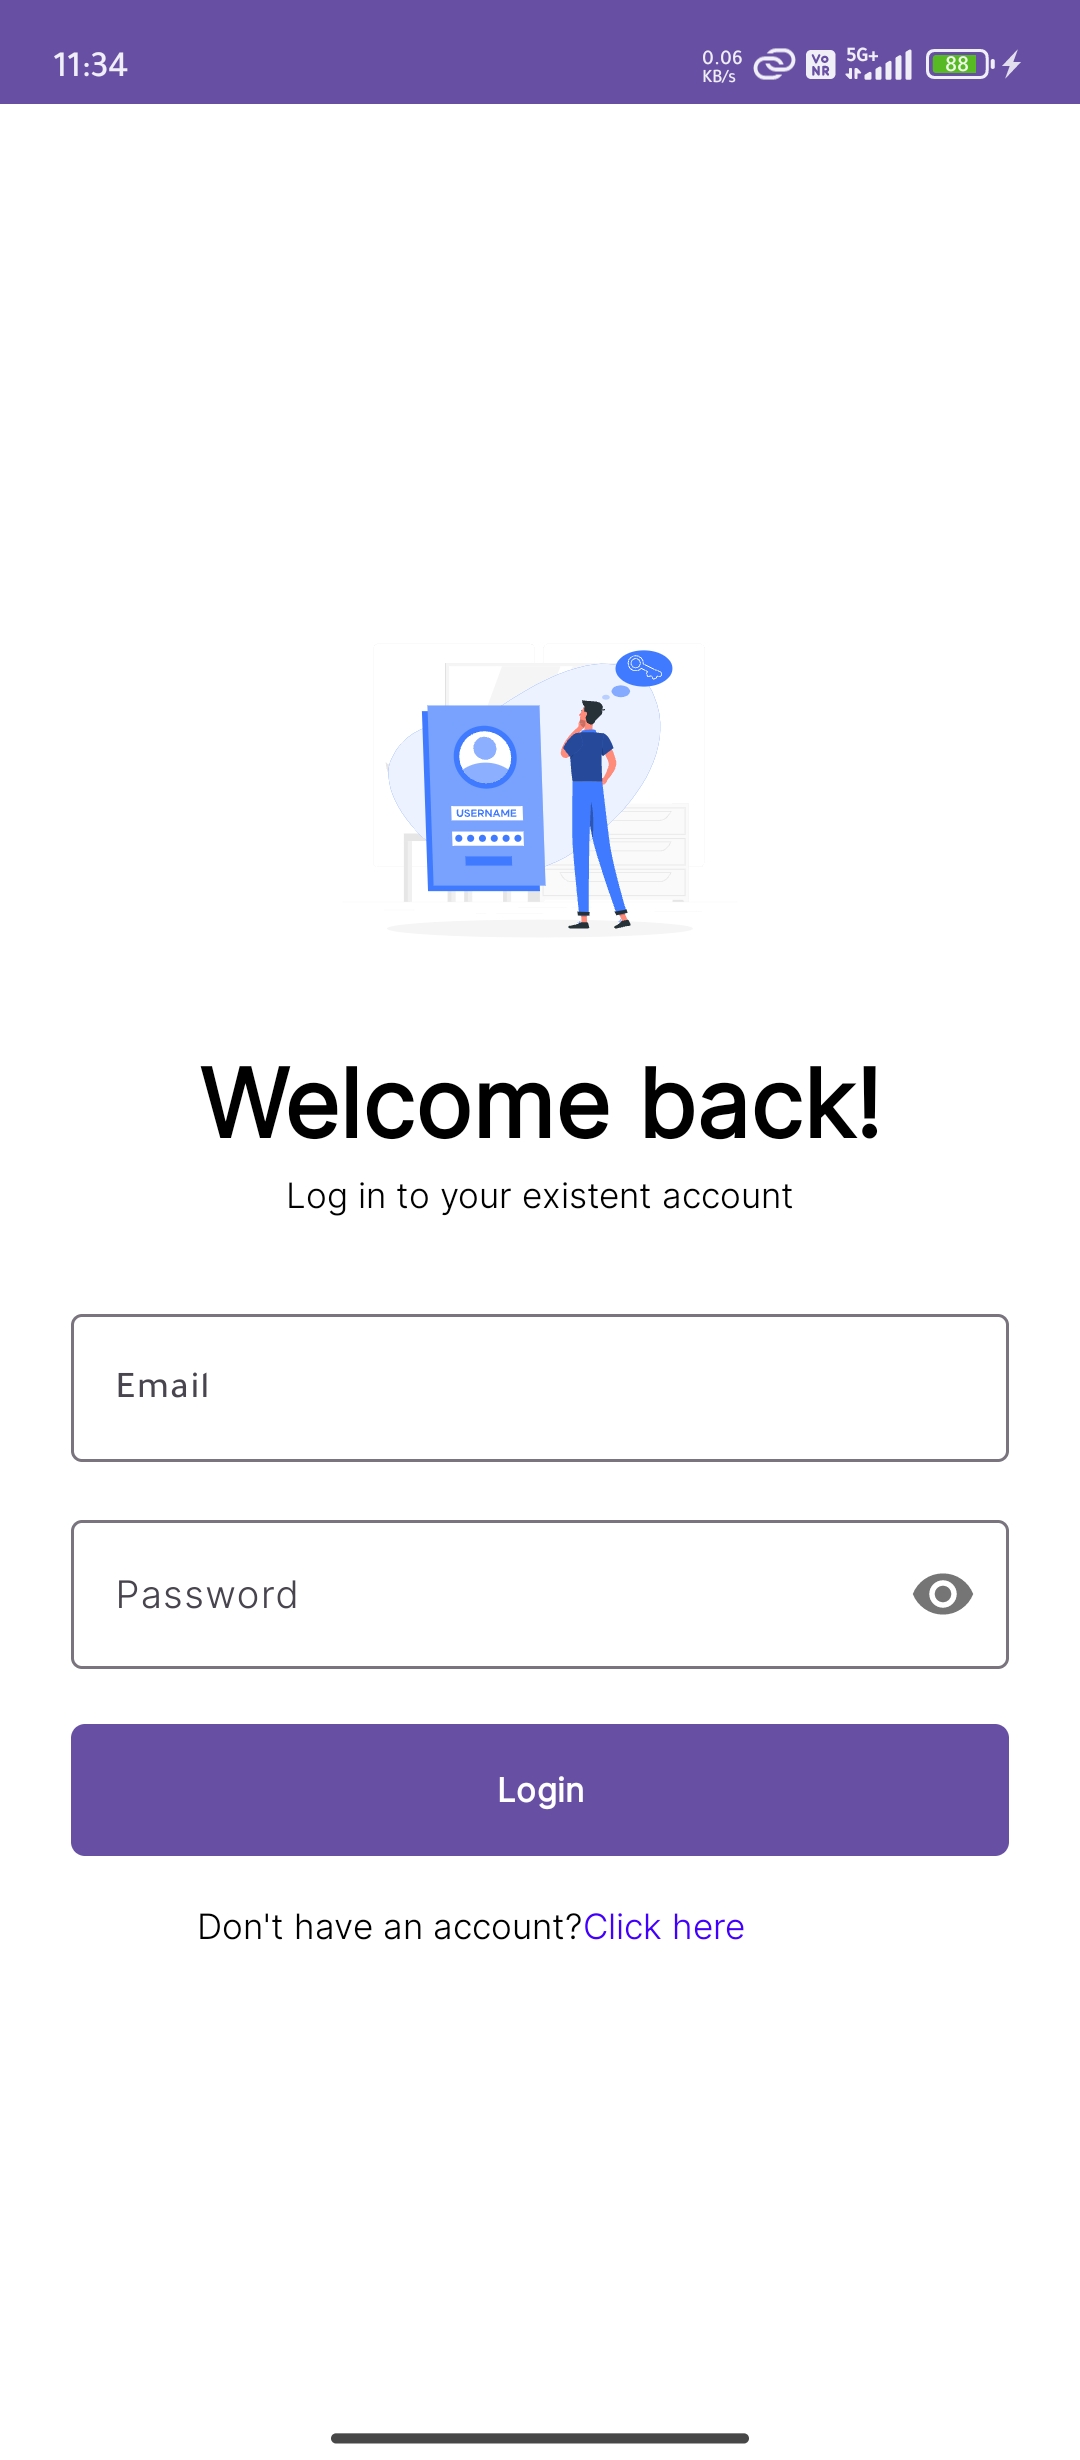 11:34
0.06
KB/s
Vo
NR
5G+
88
USERNAME
Welcome back!
Log in to your existent account
Email
Password
Login
Don't have an account?Click here